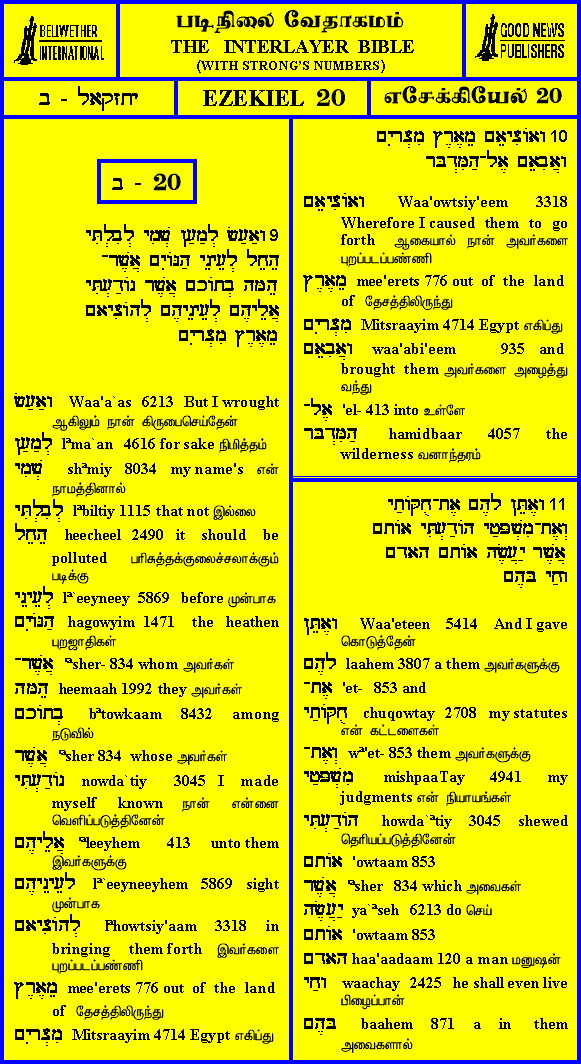 BELLWETHER
INTERNATIONAL
படிநிலை வேதாகமம்
THE INTERLAYER BIBLE
(WITH STRONG'S NUMBERS)
GOOD NEWS
PUBLISHERS
יחזקאל - ב
EZEKIEL 20
எசேக்கியேல் 20
ב - 20
9 וָאַעַשׂ לְמַעַן שְׁמִי לְבִלְתִּי
הֵחֵל לְעֵינֵי הַגּוֹיִם אֲשֶׁר־
הֵמָּה בְתוֹכָם אֲשֶׁר נוֹדַעְתִּי
אֲלֵיהֶם לְעֵינֵיהֶם לְהוֹצִיאָם
מֵאֶרֶץ מִצְרָיִם
וָאַעַשׂ Waa'a`as 6213 But I wrought
ஆகிலும் நான் கிருபைசெய்தேன்
לְמַעַן lªma`an 4616 for sake நிமித்தம்
שְׁמִי shªmiy 8034 my name's என்
நாமத்தினால்
לְבִלְתִּי lªbiltiy 1115 that not இல்லை
הֵחֵל heecheel 2490 it should be
polluted பரிசுத்தக்குலைச்சலாக்கும்
படிக்கு
לְעֵינֵי lª`eeyneey 5869 before முன்பாக
הַגּוֹיִם hagowyim 1471 the heathen
புறஜாதிகள்
אֲשֶׁר־ ªsher- 834 whom அவர்கள்
הֵמָּה heemaah 1992 they அவர்கள்
בְתוֹכָם bªtowkaam 8432 among
நடுவில்
אֲשֶׁר ªsher 834 whose அவர்கள்
נוֹדַעְתִּי nowda`tiy 3045 I made
myself known நான் என்னை
வெளிப்படுத்தினேன்
אֲלֵיהֶם ªleeyhem 413 unto them
இவர்களுக்கு
לְעֵינֵיהֶם lª`eeyneeyhem 5869 sight
முன்பாக
לְהוֹצִיאָם lªhowtsiy'aam 3318 in
bringing them forth இவர்களை
புறப்படப்பண்ணி
מֵאֶרֶץ mee'erets 776 out of the land
of தேசத்திலிருந்து
מִצְרָיִם Mitsraayim 4714 Egypt எகிப்து
10 וָאוֹצִיאֵם מֵאֶרֶץ מִצְרָיִם
וָאֲבִאֵם אֶל־הַמִּדְבָּר
וָאוֹצִיאֵם Waa'owtsiy'eem 3318
Wherefore I caused them to go
forth ஆகையால் நான் அவர்களை
புறப்படப்பண்ணி
מֵאֶרֶץ mee'erets 776 out of the land
of தேசத்திலிருந்து
מִצְרָיִם Mitsraayim 4714 Egypt எகிப்து
וָאֲבִאֵם waa'abi'eem 935 and
brought them அவர்களை அழைத்து
வந்து
אֶל־ 'el- 413 into உள்ளே
הַמִּדְבָּר hamidbaar 4057 the
wilderness வனாந்தரம்
11 וָאֶתֵּן לָהֶם אֶת־חֻקּוֹתַי
וְאֶת־מִשְׁפָּטַי הוֹדַעְתִּי אוֹתָם
אֲשֶׁר יַעֲשֶׂה אוֹתָם הָאָדָם
וָחַי בָּהֶם
וָאֶתֵּן Waa'eteen 5414 And I gave
கொடுத்தேன்
לָהֶם laahem 3807 a them அவர்களுக்கு
אֶת־ 'et- 853 and
חֻקּוֹתַי chuqowtay 2708 my statutes
என் கட்டளைகள்
וְאֶת־ wª'et- 853 them அவர்களுக்கு
מִשְׁפָּטַי mishpaaTay 4941 my
judgments என் நியாயங்கள்
הוֹדַעְתִּי howda`ªtiy 3045 shewed
தெரியப்படுத்தினேன்
אוֹתָם 'owtaam 853
אֲשֶׁר ªsher 834 which அவைகள்
יַעֲשֶׂה ya`ªseh 6213 do செய்
אוֹתָם 'owtaam 853
הָאָדָם haa'aadaam 120 a man மனுஷன்
וָחַי waachay 2425 he shall even live
பிழைப்பான்
בָּהֶם baahem 871 a in them
அவைகளால்